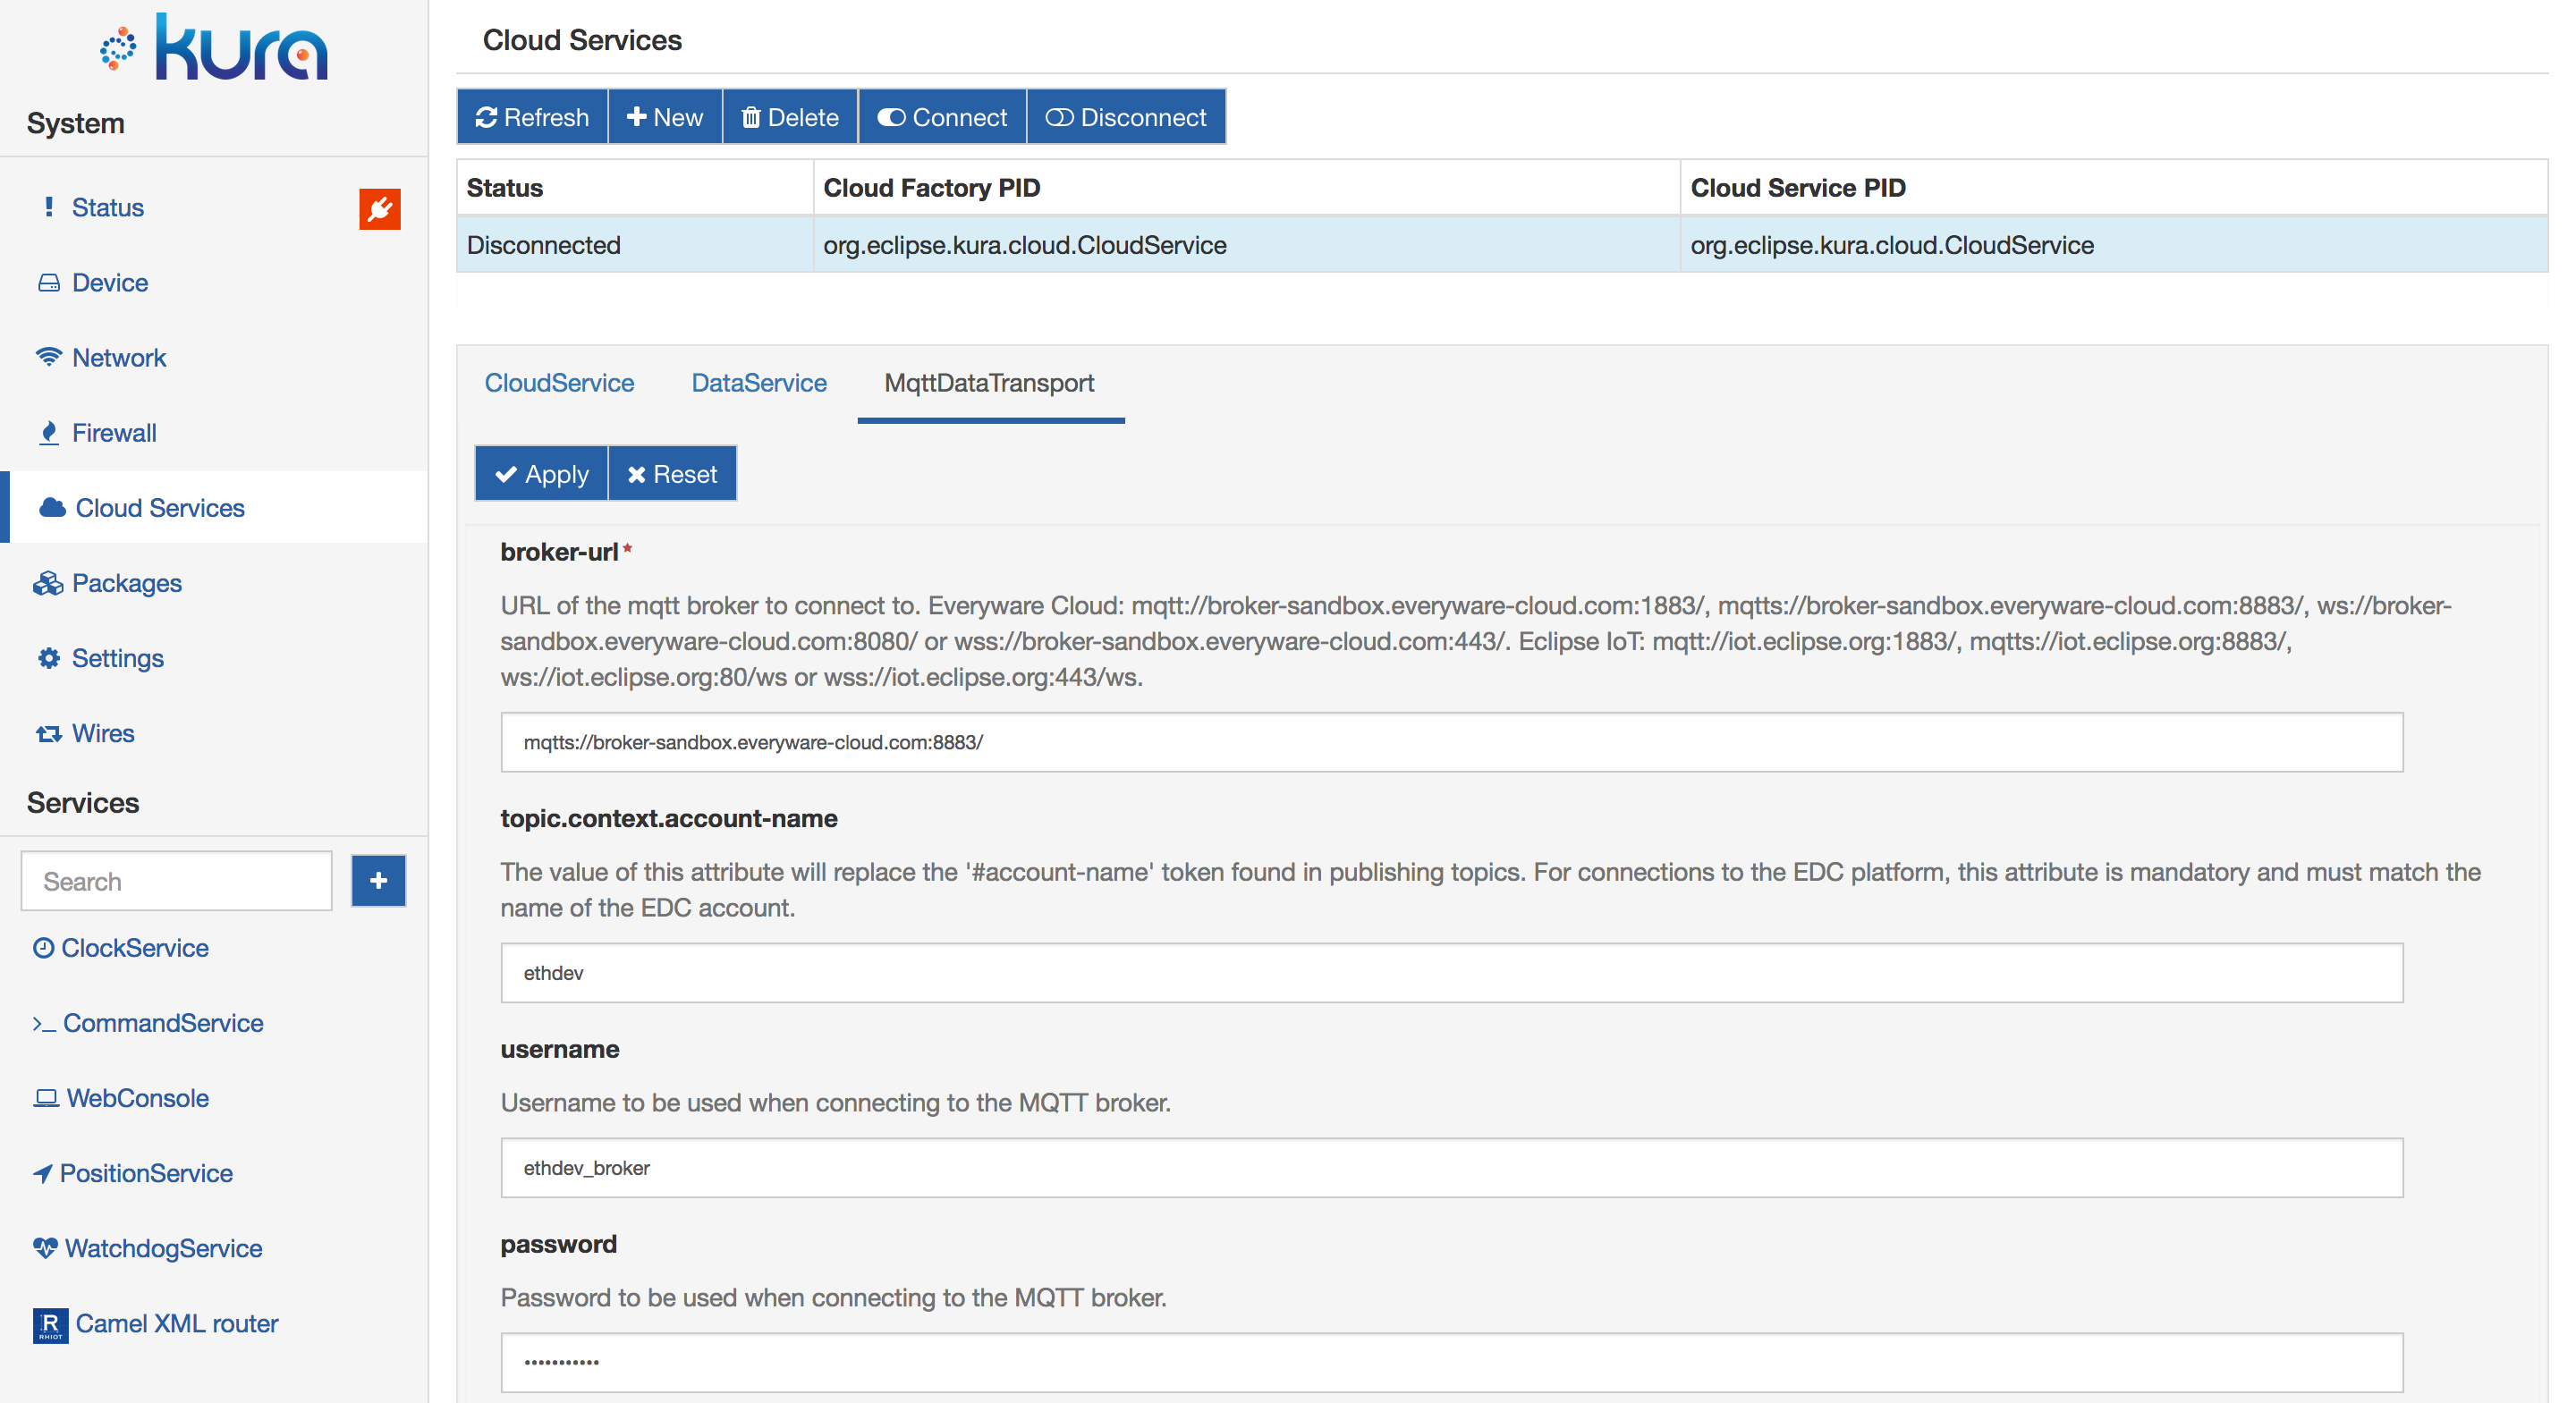 kura
System
Status
Device
Network
Firewall
Cloud Services
Packages
Settings
Wires
Services
Search
ClockService
CommandService
WebConsole
PositionService
WatchdogService
R
RHIOT
Camel XML router
Cloud Services
Refresh New Delete Connect Disconnect
Status Cloud Factory PID Cloud Service PID
Disconnected org.eclipse.kura.cloud.CloudService org.eclipse.kura.cloud.CloudService
CloudService DataService MqttDataTransport
Apply Reset
broker-url*
URL of the mqtt broker to connect to. Everyware Cloud: mqtt://broker-sandbox.everyware-cloud.com:1883/, mqtts://broker-sandbox.everyware-cloud.com:8883/, ws://broker-
sandbox.everyware-cloud.com:8080/ or wss://broker-sandbox.everyware-cloud.com:443/. Eclipse IoT: mqtt://iot.eclipse.org:1883/, mqtts://iot.eclipse.org:8883/,
ws://iot.eclipse.org:80/ws or wss://iot.eclipse.org:443/ws.
mqtts://broker-sandbox.everyware-cloud.com:8883/
topic.context.account-name
The value of this attribute will replace the '#account-name' token found in publishing topics. For connections to the EDC platform, this attribute is mandatory and must match the
name of the EDC account.
ethdev
username
Username to be used when connecting to the MQTT broker.
ethdev_broker
password
Password to be used when connecting to the MQTT broker.
•••••••••••